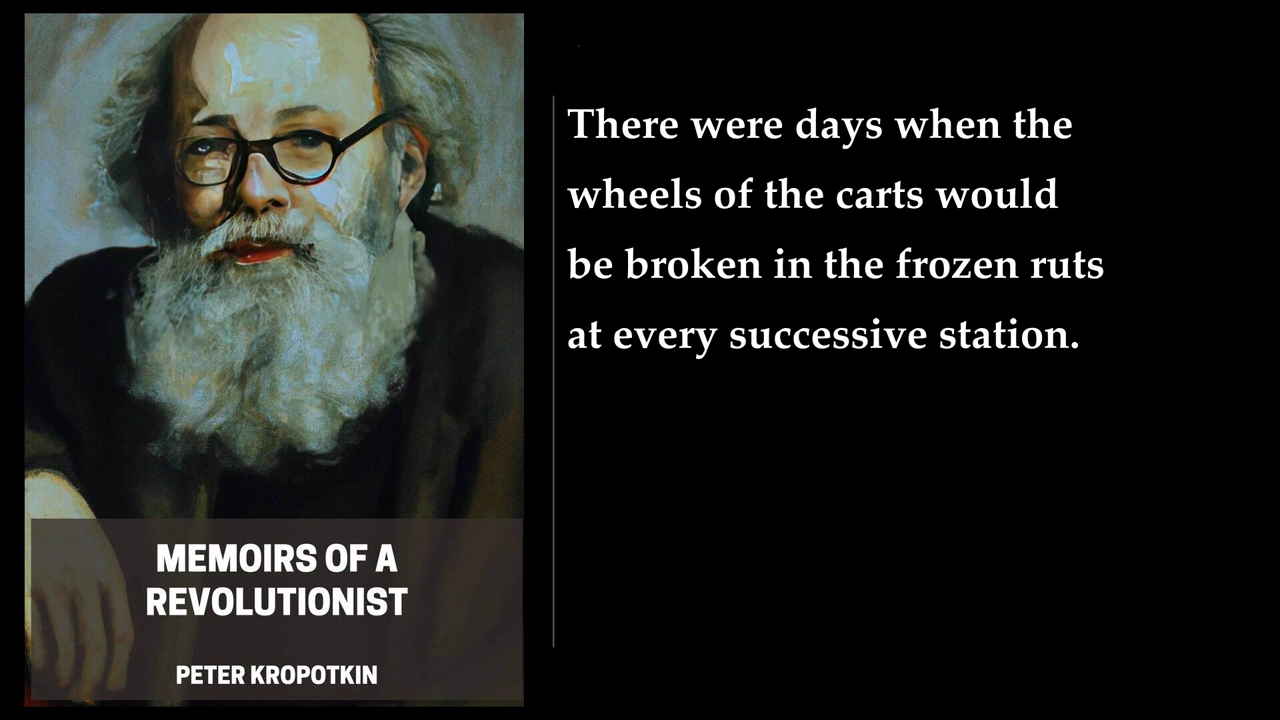 There were days when the
wheels of the carts would
be broken in the frozen ruts
at every successive station.
MEMOIRS OF A
REVOLUTIONIST
PETER KROPOTKIN